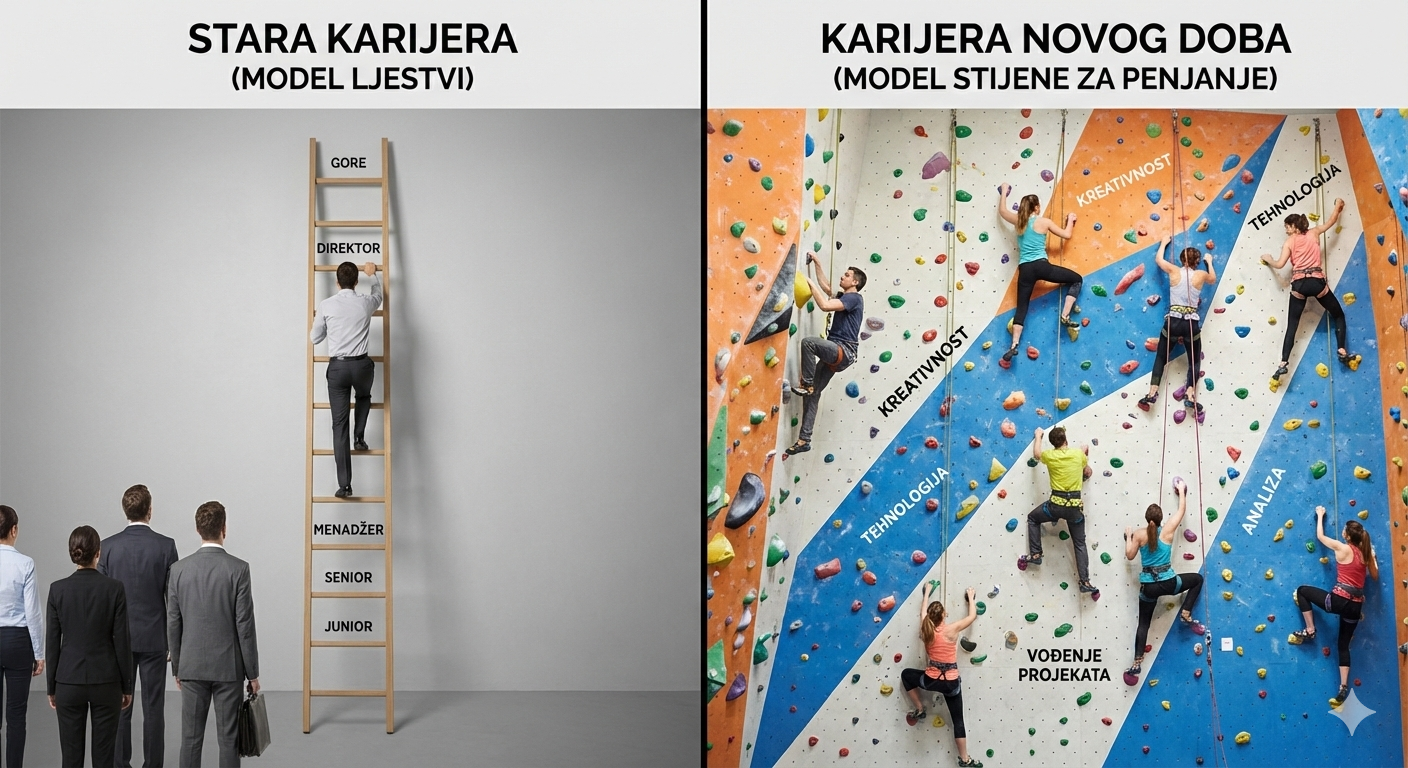 STARA KARIJERA
(MODEL LJESTVI)
GORE
DIREKTOR
MENADŽER
SENIOR
JUNIOR
KARIJERA NOVOG DOBA
(MODEL STIJENE ZA PENJANJE)
KREATIVNOST
TEHNOLOGIJA
KREATIVNOST
TEHNOLOGIJA
ANALIZA
VOĐENJE
PROJEKATA